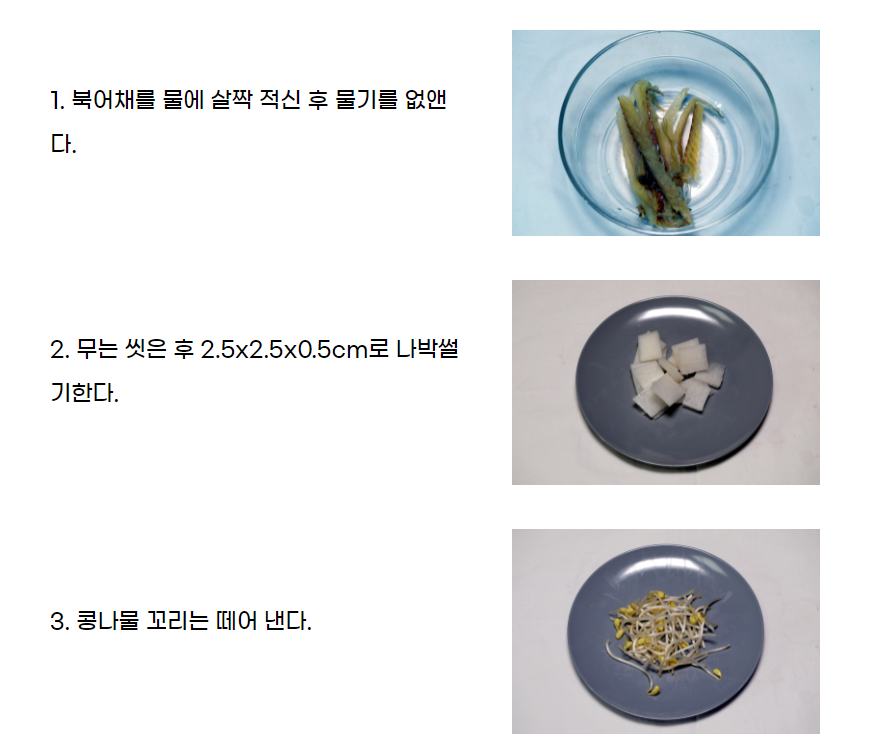 1. 북어채를 물에 살짝 적신 후 물기를 없앤
다.
2. 무는 씻은 후 2.5x2.5x0.5cm로 나박썰
기한다.
3. 콩나물 꼬리는 떼어 낸다.